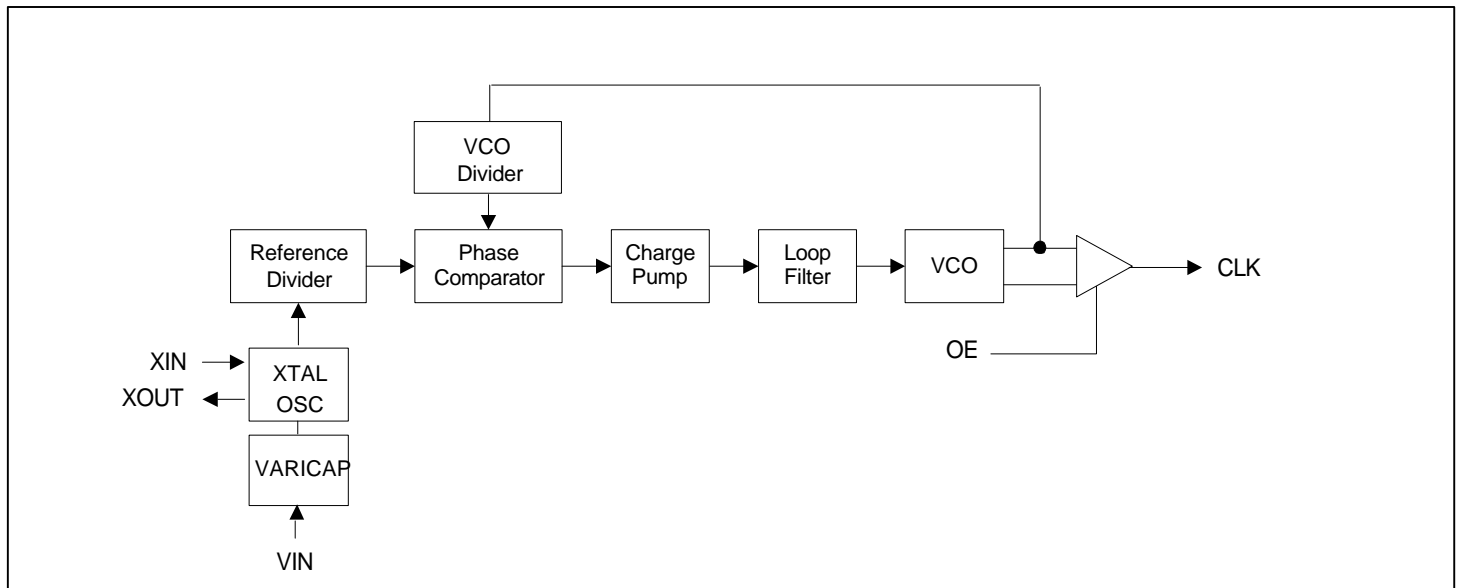 VCO
Divider
Reference
Divider
Phase
Comparator
Charge
Pump
Loop
Filter
VCO
CLK
OE
XIN
XOUT
XTAL
OSC
VARICAP
VIN